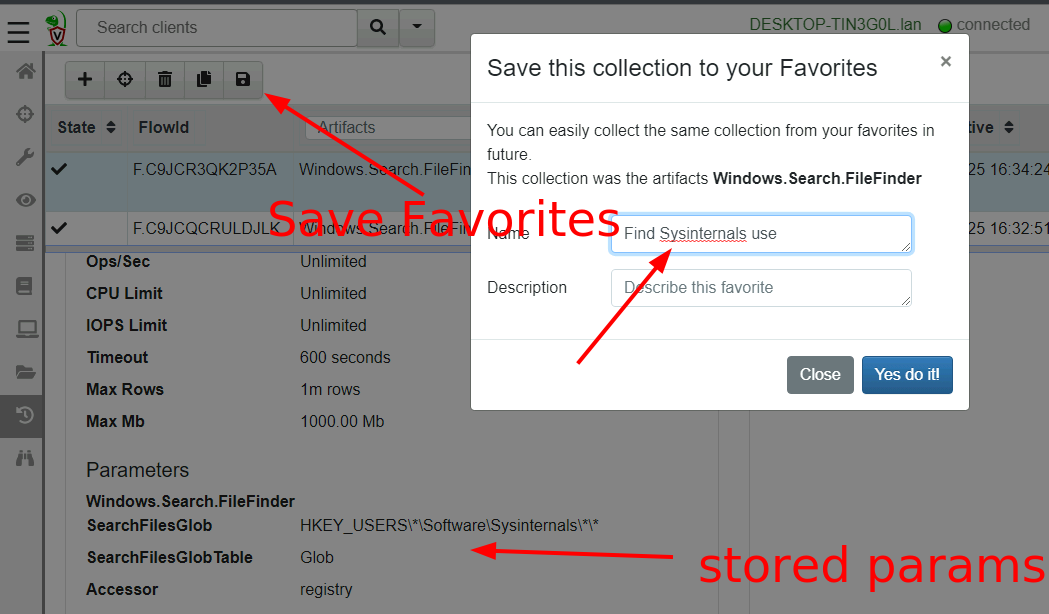 Search clients
DESKTOP-TIN3G0L.lan connected
Save this collection to your Favorites ×
You can easily collect the same collection from your favorites in
future.
This collection was the artifacts Windows.Search.FileFinder
Name Find Sysinternals use
Description Describe this favorite
Close Yes do it!
State FlowId Artifacts tive
F.C9JCR3QK2P35A Windows.Search.FileFin 25 16:34:24
Save Favorites
F.C9JCQCRULDJLK Windows.Search.FileFin 25 16:32:51
Ops/Sec Unlimited
CPU Limit Unlimited
IOPS Limit Unlimited
Timeout 600 seconds
Max Rows 1m rows
Max Mb 1000.00 Mb
Parameters
Windows.Search.FileFinder
SearchFilesGlob HKEY_USERS\*\Software\Sysinternals\*\*
SearchFilesGlobTable Glob
stored params
Accessor registry